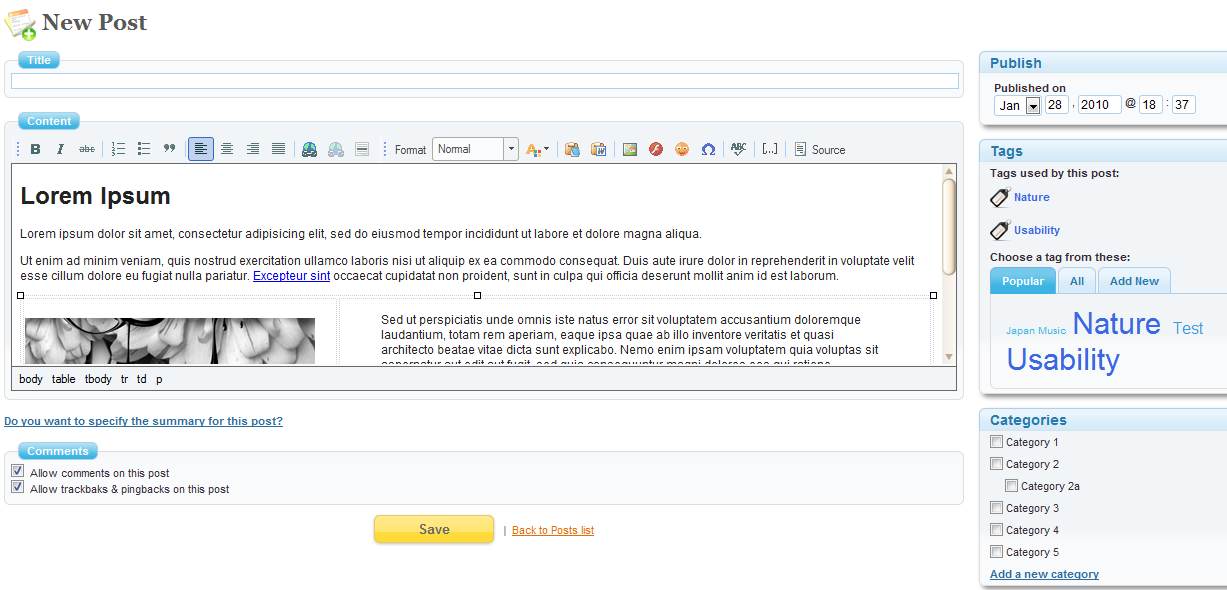 New Post
Title
Content
B I abc ABC [...] Format Normal Source
Lorem Ipsum
Lorem ipsum dolor sit amet, consectetur adipisicing elit, sed do eiusmod tempor incididunt ut labore et dolore magna aliqua.
Ut enim ad minim veniam, quis nostrud exercitation ullamco laboris nisi ut aliquip ex ea commodo consequat. Duis aute irure dolor in reprehenderit in voluptate velit
esse cillum dolore eu fugiat nulla pariatur. Excepteur sint occaecat cupidatat non proident, sunt in culpa qui officia deserunt mollit anim id est laborum.
Sed ut perspiciatis unde omnis iste natus error sit voluptatem accusantium doloremque
laudantium, totam rem aperiam, eaque ipsa quae ab illo inventore veritatis et quasi
architecto beatae vitae dicta sunt explicabo. Nemo enim ipsam voluptatem quia voluptas sit
body table tbody tr td p
Do you want to specify the summary for this post?
Comments
Allow comments on this post
Allow trackbaks & pingbacks on this post
Save | Back to Posts list
Publish
Published on
Jan 28 , 2010 @ 18 : 37
Tags
Tags used by this post:
Nature
Usability
Choose a tag from these:
Popular All Add New
Japan Music Nature Test
Usability
Categories
Category 1
Category 2
Category 2a
Category 3
Category 4
Category 5
Add a new category